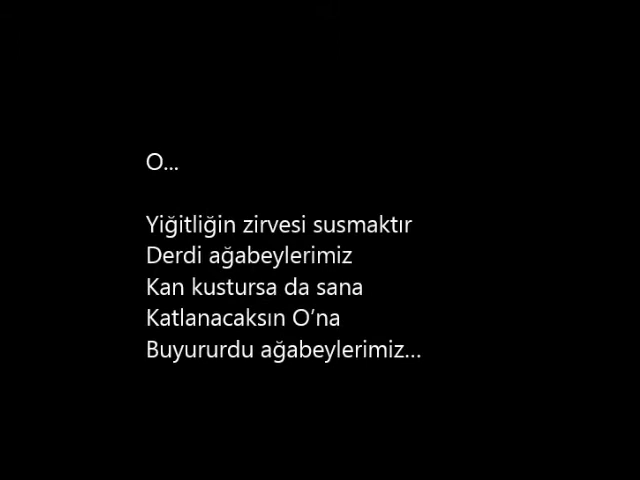 O...
Yiğitliğin zirvesi susmaktır
Derdi ağabeylerimiz
Kan kustursa da sana
Katlanacaksın O’na
Buyururdu ağabeylerimiz...